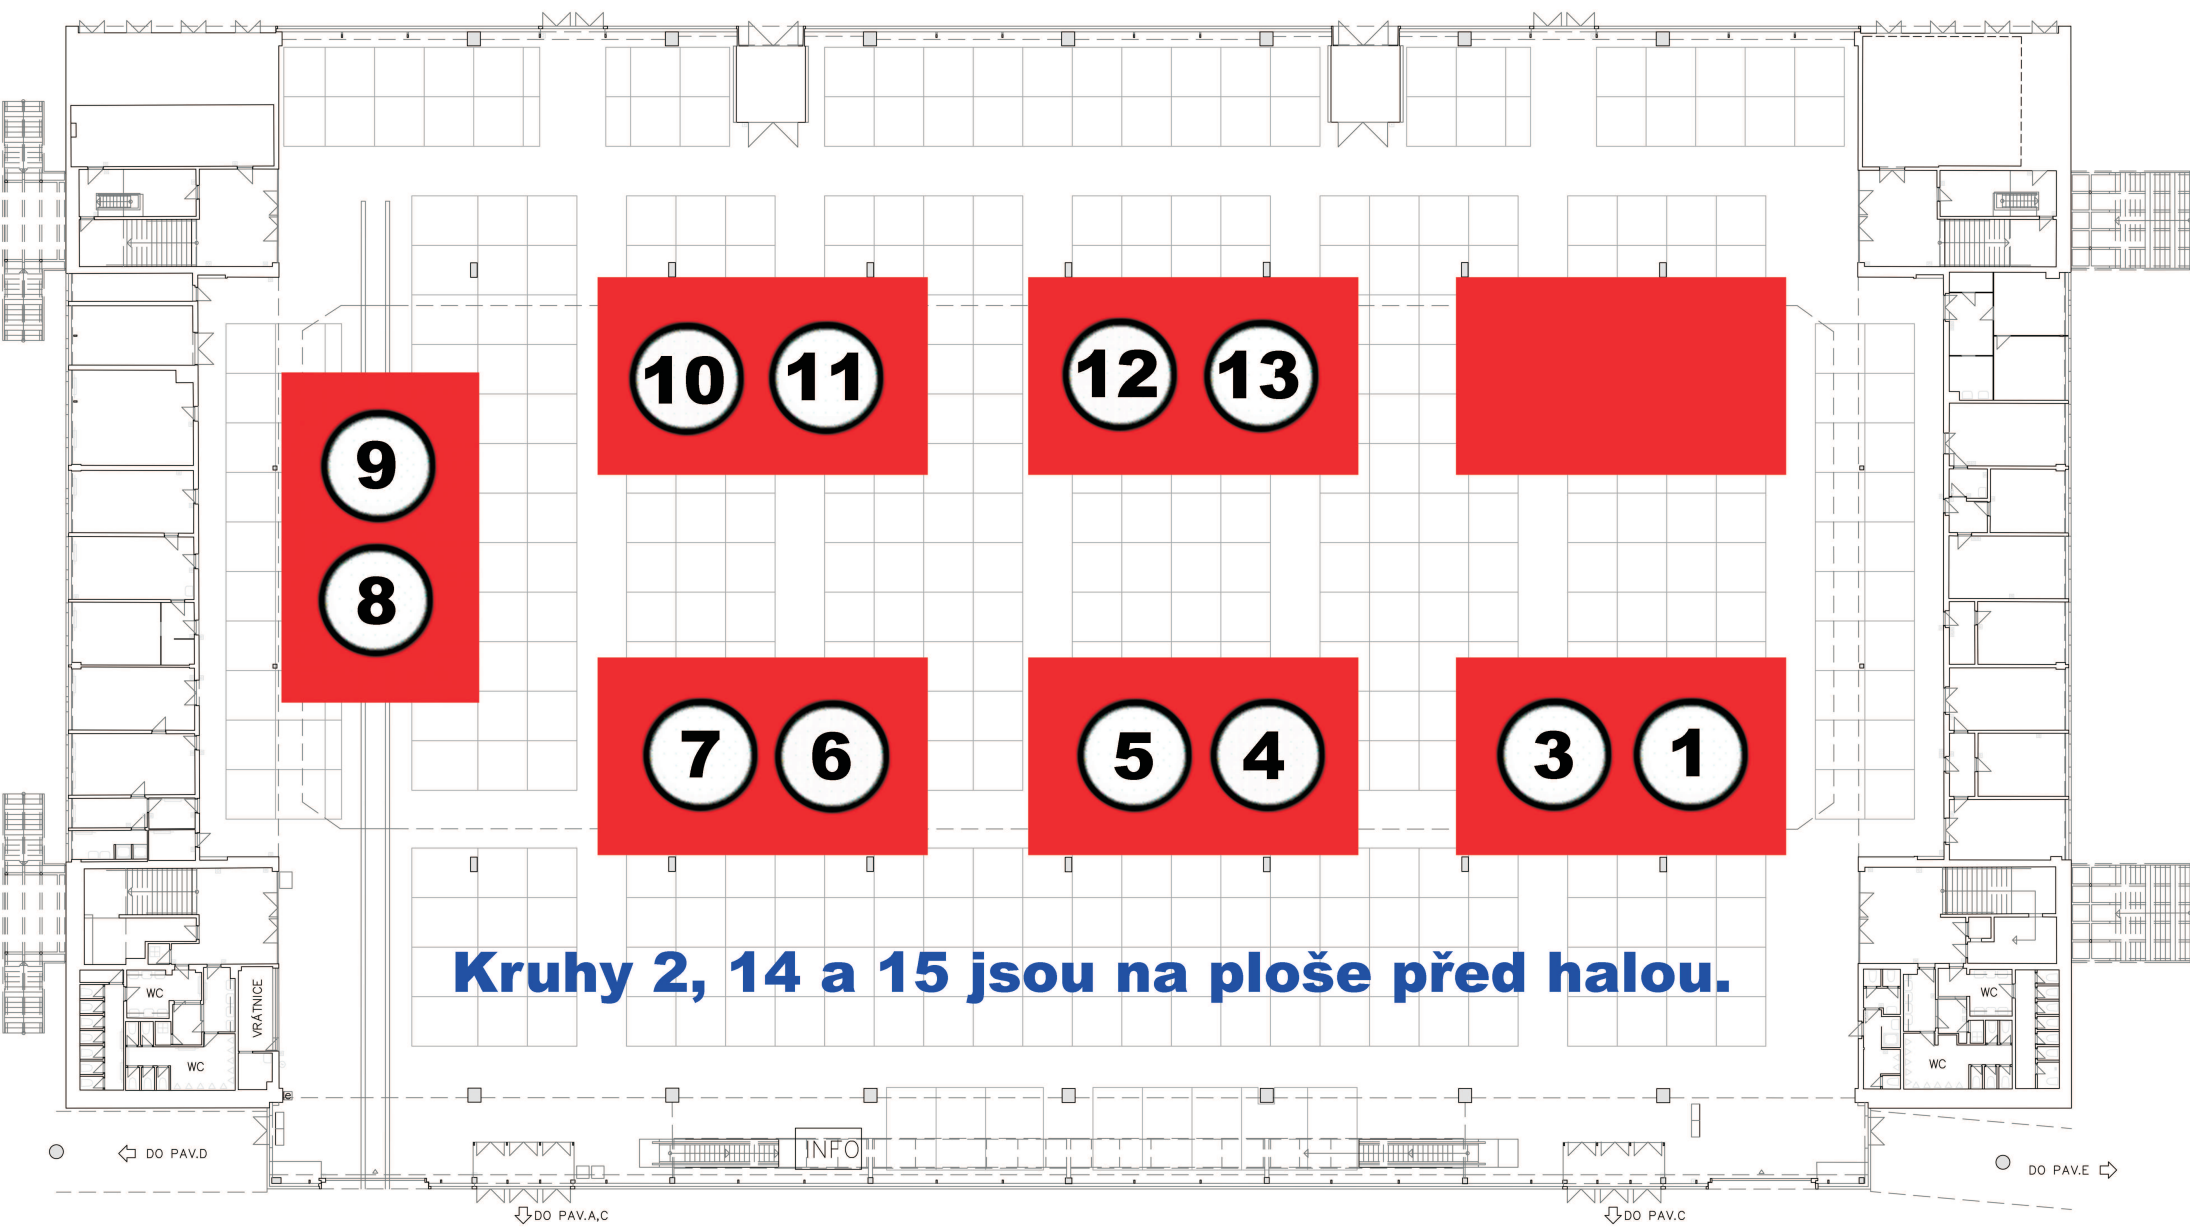 10 11
12 13
9
8
7 6
5 4
3 1
Kruhy 2, 14 a 15 jsou na ploše před halou.
WC
VRÁTNICE
WC
WC
WC
INFO
DO PAV.D
DO PAV.E
DO PAV.A,C
DO PAV.C